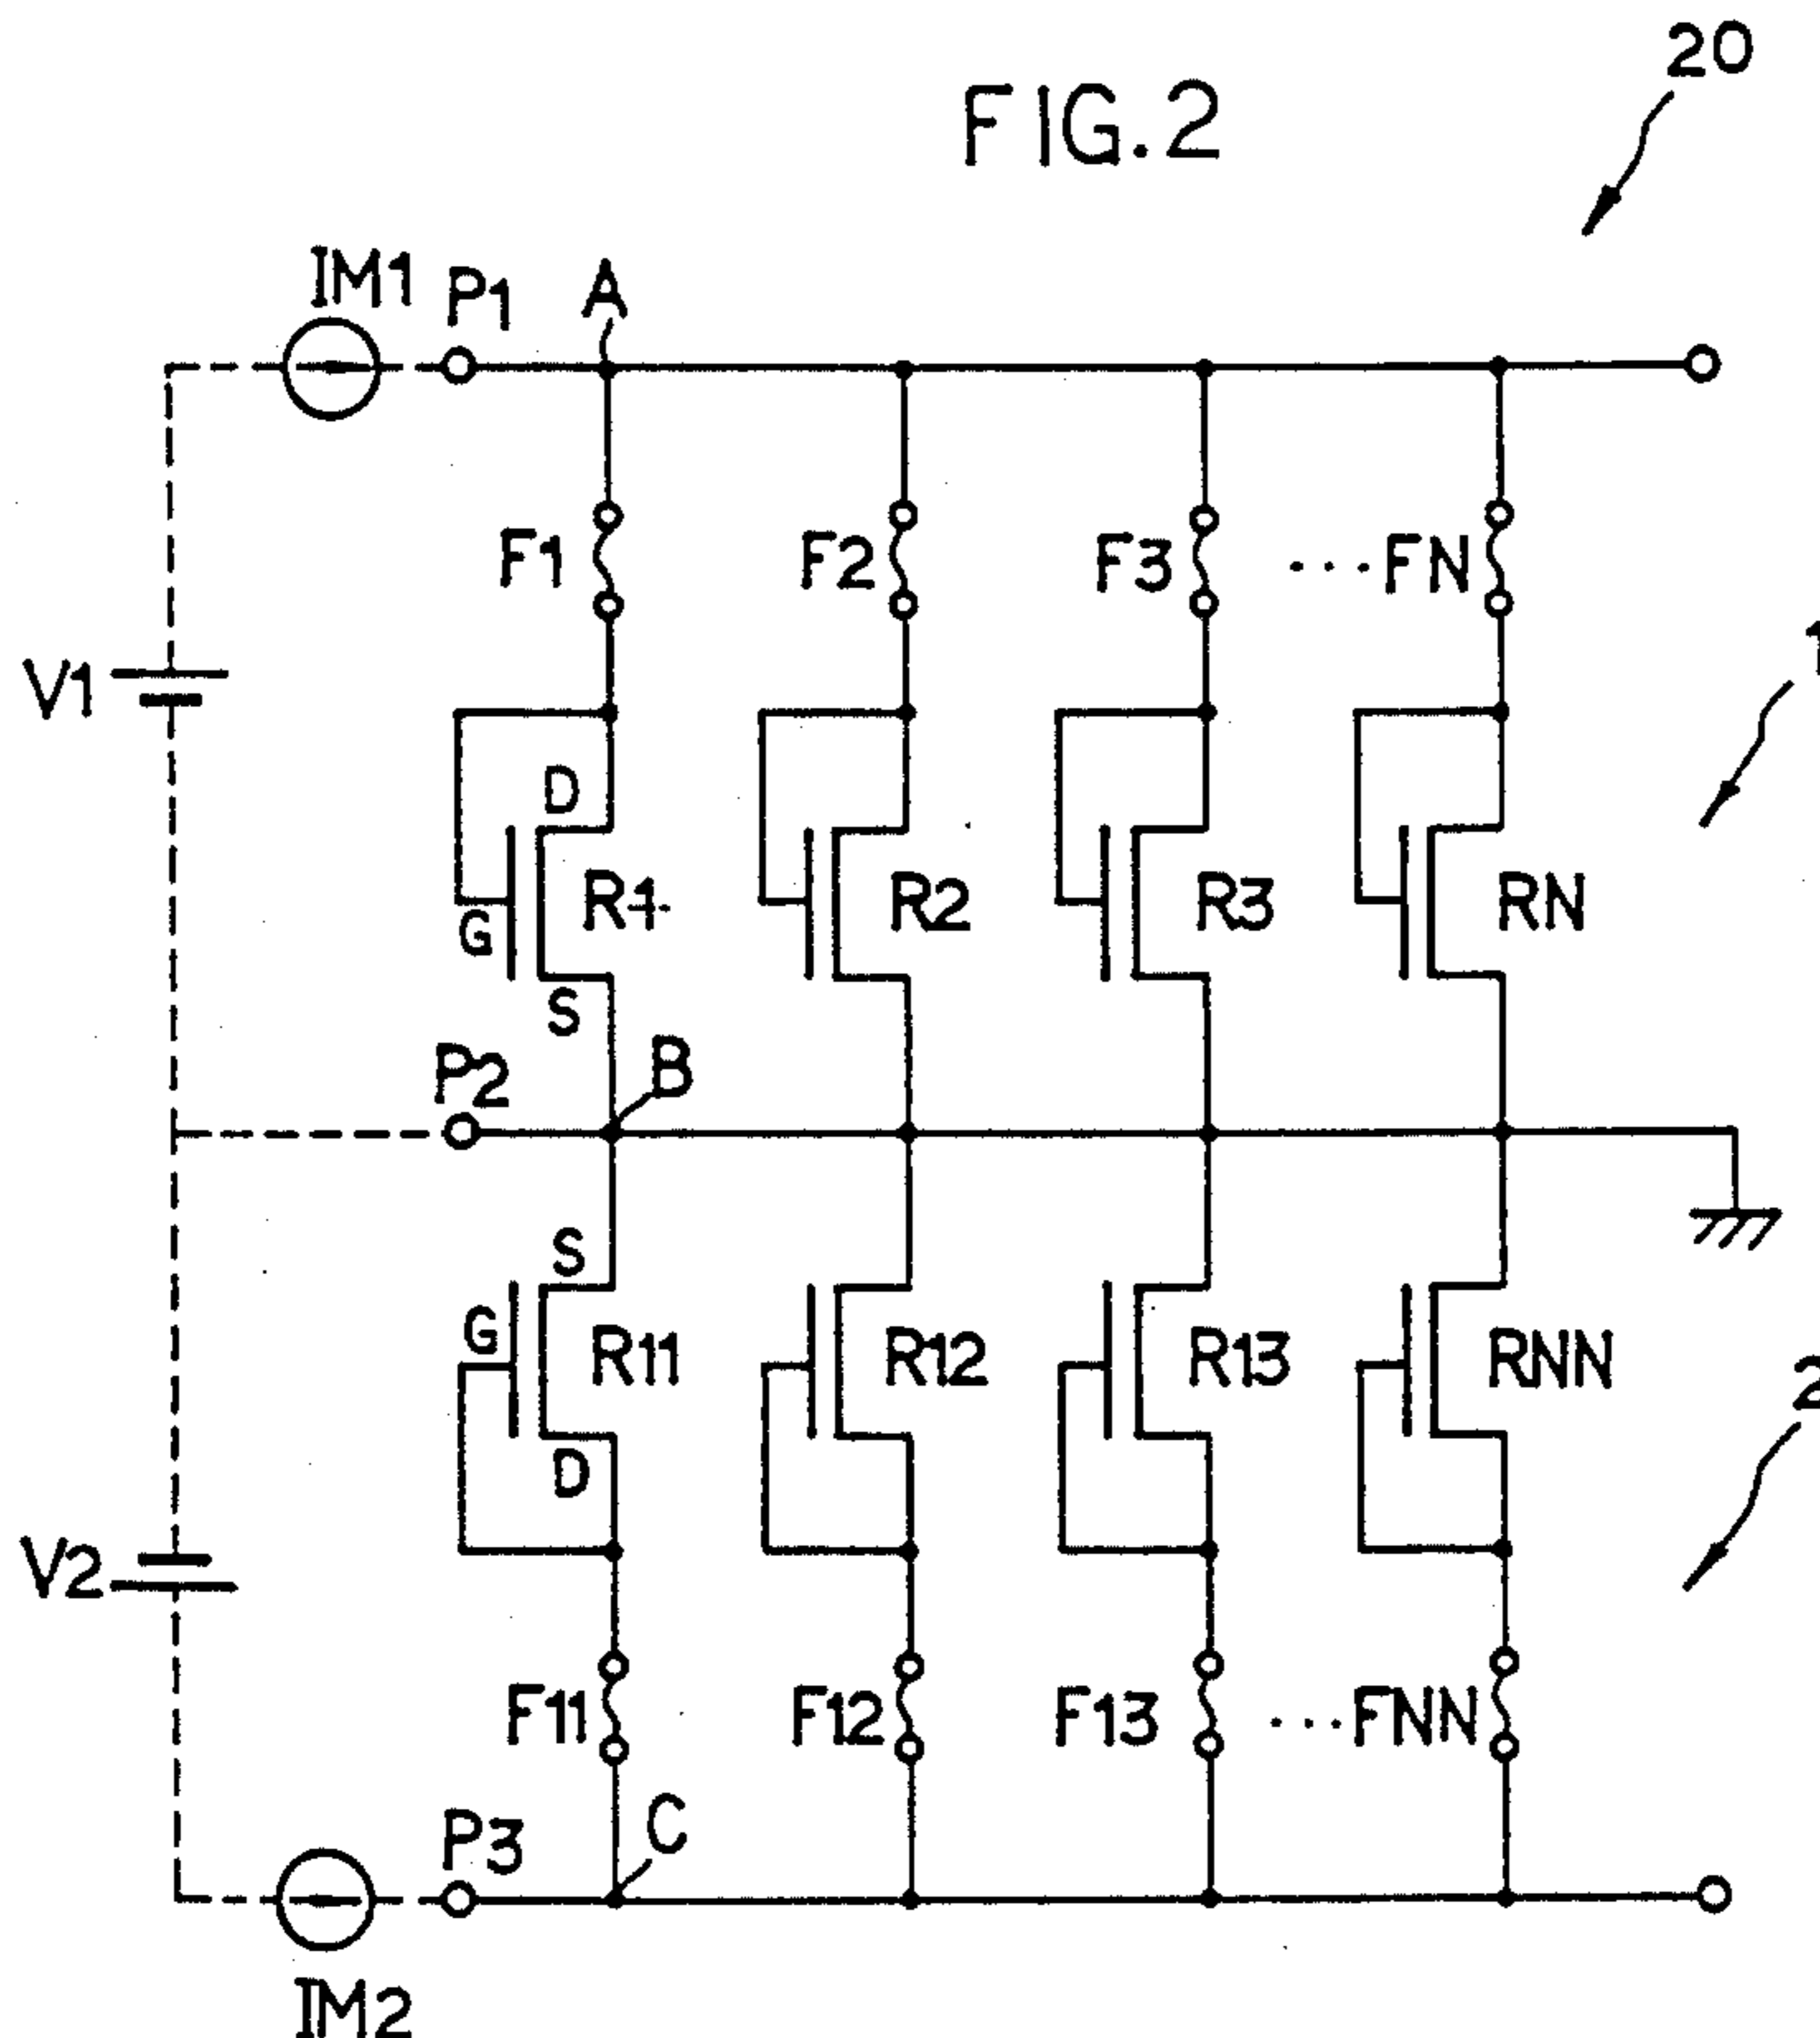 20
FIG.2
IM1
P1
A
F1
F2
F3
...FN
1
V1
D
R1
R2
R3
RN
G
S
P2
B
S
G
R11
R12
R13
RNN
2
D
V2
F11
F12
F13
...FNN
P3
C
IM2